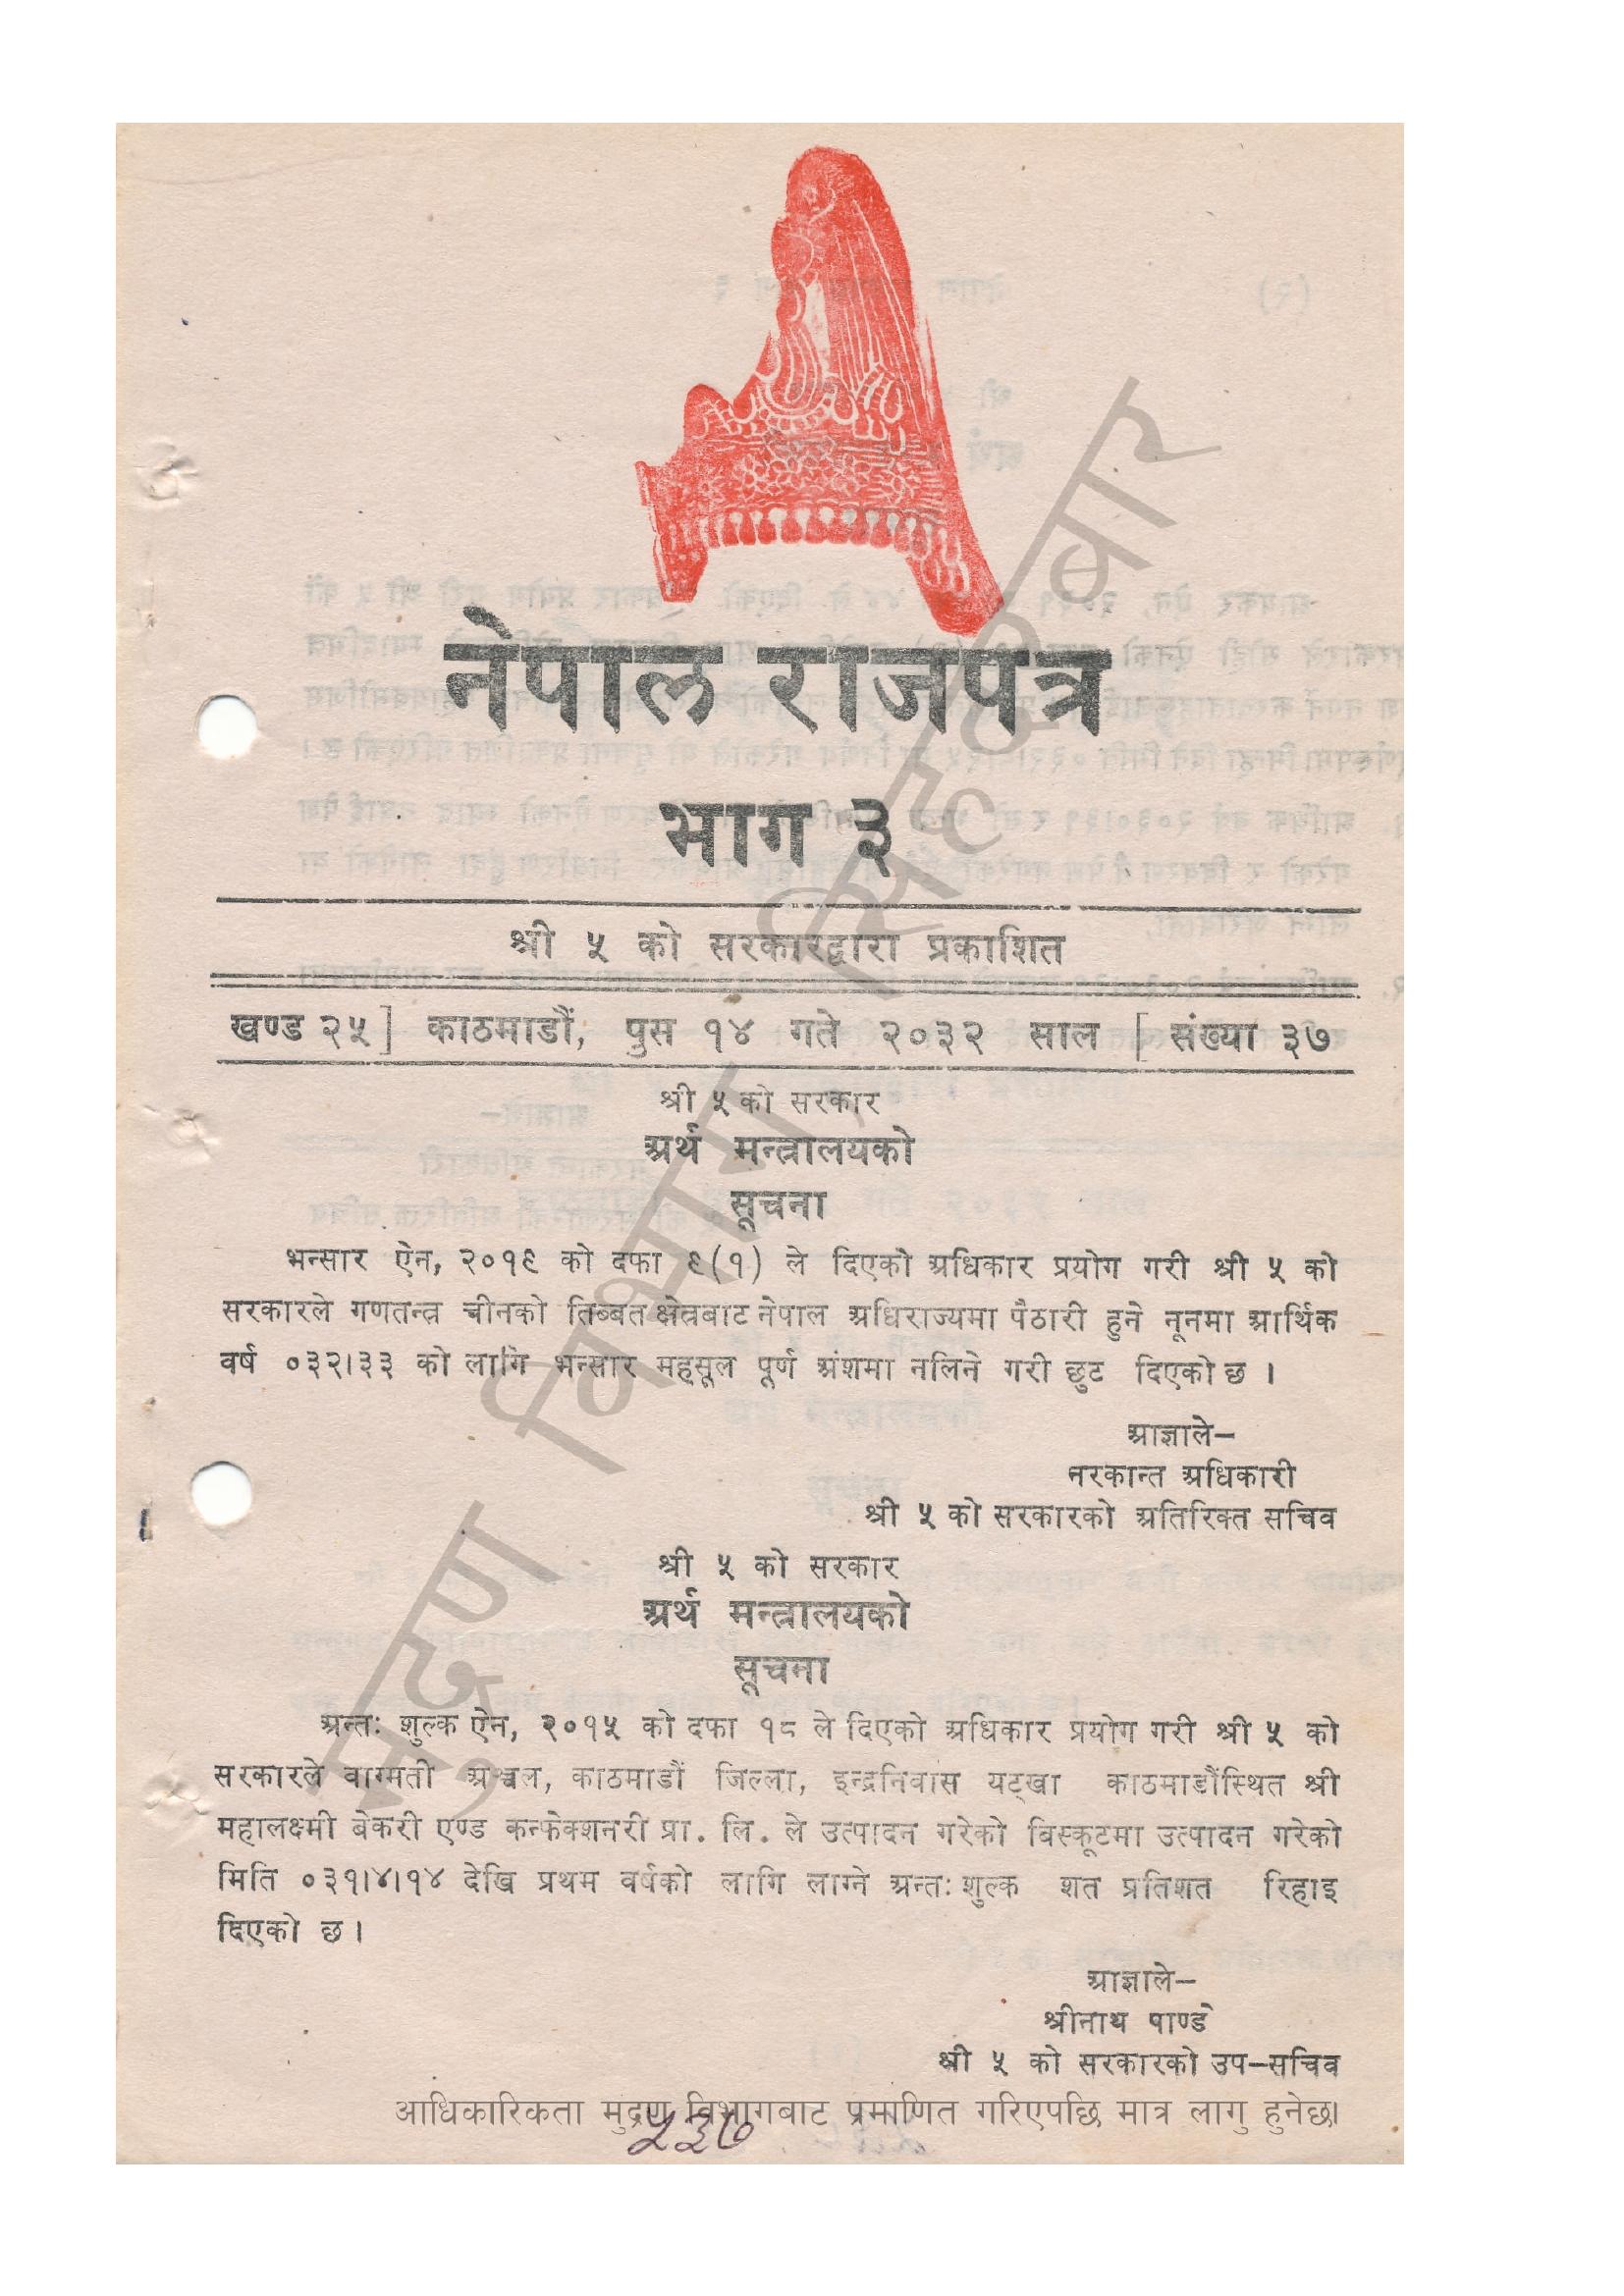 नेपाल राजपत्र
भाग ३
श्री ५ को सरकारद्वारा प्रकाशित
खण्ड २५] काठमाडौं, पुस १४ गते २०३२ साल [ संख्या ३७
श्री ५ को सरकार
अर्थ मन्त्रालयको
सूचना
भन्सार ऐन, २०१९ को दफा ९(१) ले दिएको अधिकार प्रयोग गरी श्री ५ को
सरकारले गणतन्त्र चीनको तिब्बत क्षेत्रबाट नेपाल अधिराज्यमा पैठारी हुने नूनमा आर्थिक
वर्ष ०३२।३३ को लागि भन्सार महसूल पूर्ण अंशमा नलिने गरी छुट दिएको छ ।
आज्ञाले–
नरकान्त अधिकारी
श्री ५ को सरकारको अतिरिक्त सचिव
श्री ५ को सरकार
अर्थ मन्त्रालयको
सूचना
अन्तः शुल्क ऐन, २०१५ को दफा १८ ले दिएको अधिकार प्रयोग गरी श्री ५ को
सरकारले वाग्मती अञ्चल, काठमाडौं जिल्ला, इन्द्रनिवास यट्खा काठमाडौंस्थित श्री
महालक्ष्मी बेकरी एण्ड कन्फेक्शनरी प्रा. लि. ले उत्पादन गरेको विस्कूटमा उत्पादन गरेको
मिति ०३१।४।१४ देखि प्रथम वर्षको लागि लाग्ने अन्तः शुल्क शत प्रतिशत रिहाइ
दिएको छ ।
आज्ञाले–
श्रीनाथ पाण्डे
श्री ५ को सरकारको उप–सचिव
आधिकारिकता मुद्रण विभागबाट प्रमाणित गरिएपछि मात्र लागु हुनेछ।
५३७
मुद्रण विभाग, सिंहदरबार